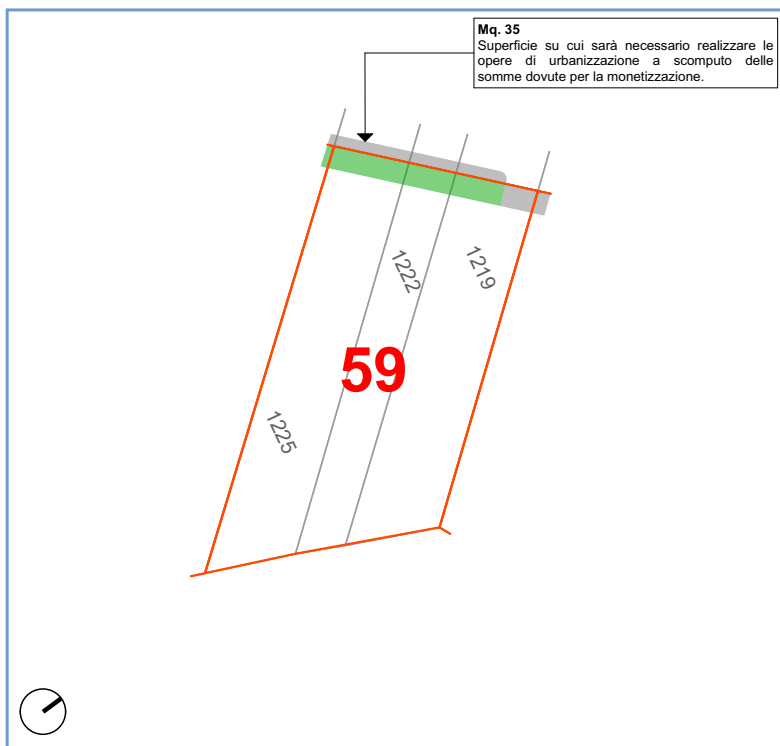 Mq. 35
Superficie su cui sarà necessario realizzare le
opere di urbanizzazione a scomputo delle
somme dovute per la monetizzazione.
1222
1219
59
1225